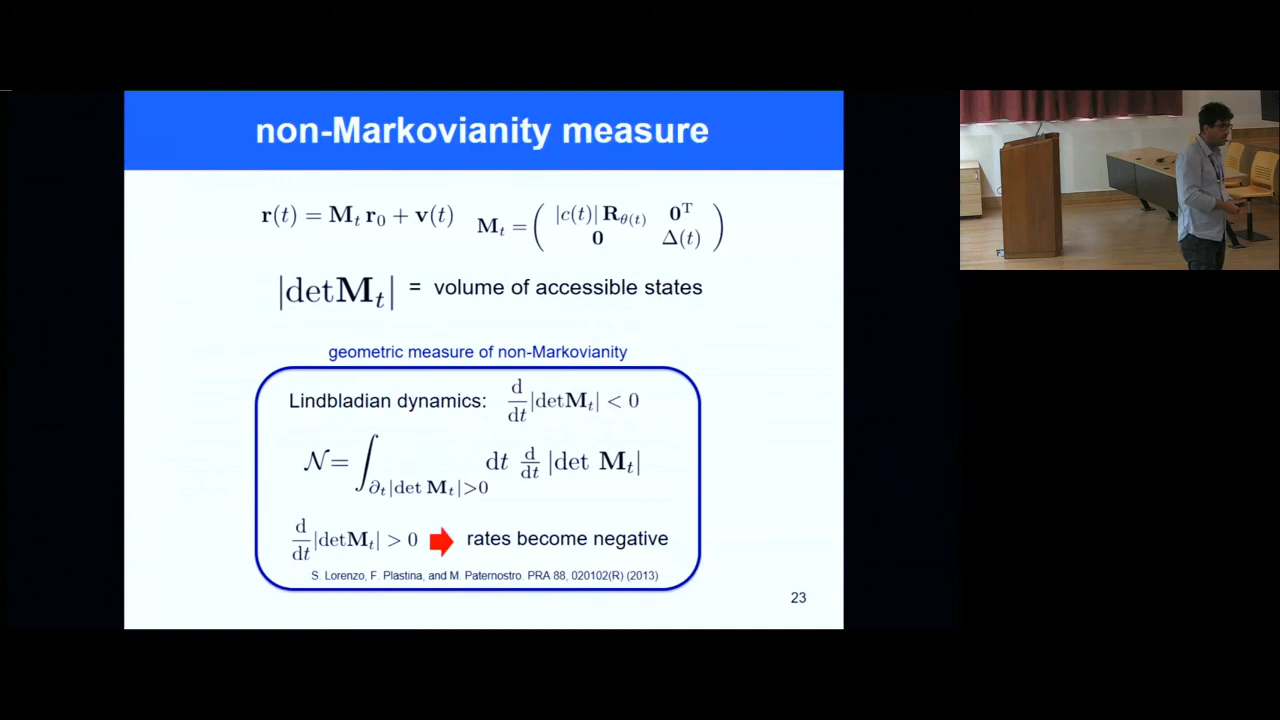 non-Markovianity measure
r(t) = M_t r_0 + v(t)   M_t = ( |c(t)| R_θ(t)   0^T
0   Δ(t) )
|detM_t| = volume of accessible states
geometric measure of non-Markovianity
Lindbladian dynamics: d/dt |detM_t| < 0
𝒩 = ∫_{∂_t|det M_t|>0} dt d/dt |det M_t|
d/dt |detM_t| > 0 ➡ rates become negative
S. Lorenzo, F. Plastina, and M. Paternostro. PRA 88, 020102(R) (2013)
23